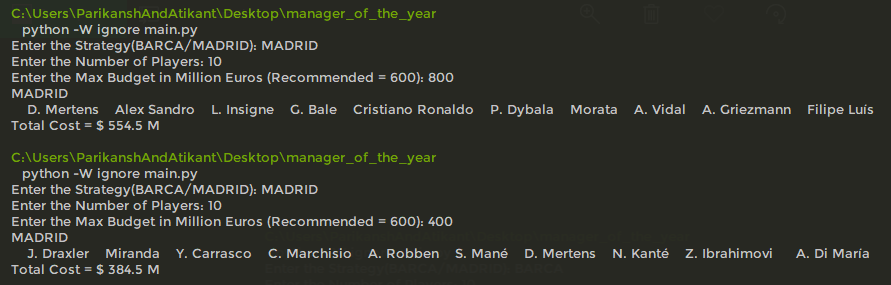 C:\Users\ParikanshAndAtikant\Desktop\manager_of_the_year
python -W ignore main.py
Enter the Strategy(BARCA/MADRID): MADRID
Enter the Number of Players: 10
Enter the Max Budget in Million Euros (Recommended = 600): 800
MADRID
D. Mertens Alex Sandro L. Insigne G. Bale Cristiano Ronaldo P. Dybala Morata A. Vidal A. Griezmann Filipe Luís
Total Cost = $ 554.5 M
C:\Users\ParikanshAndAtikant\Desktop\manager_of_the_year
python -W ignore main.py
Enter the Strategy(BARCA/MADRID): MADRID
Enter the Number of Players: 10
Enter the Max Budget in Million Euros (Recommended = 600): 400
MADRID
J. Draxler Miranda Y. Carrasco C. Marchisio A. Robben S. Mané D. Mertens N. Kanté Z. Ibrahimovi A. Di María
Total Cost = $ 384.5 M